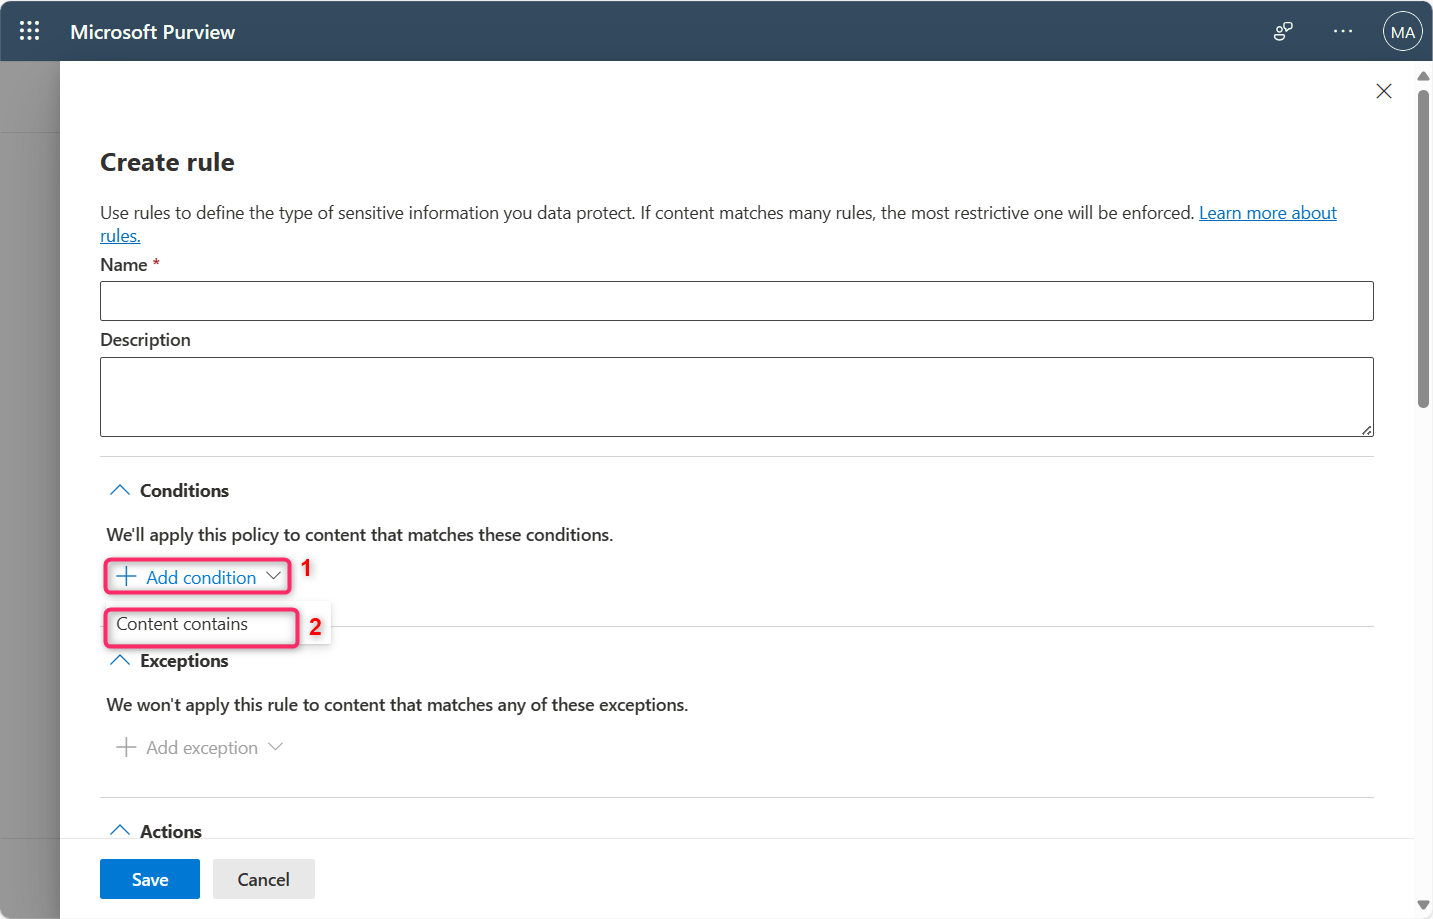 Microsoft Purview
MA
Create rule
Use rules to define the type of sensitive information you data protect. If content matches many rules, the most restrictive one will be enforced. Learn more about
rules.
Name *
Description
Conditions
We'll apply this policy to content that matches these conditions.
Add condition 1
Content contains 2
Exceptions
We won't apply this rule to content that matches any of these exceptions.
Add exception
Actions
Save Cancel